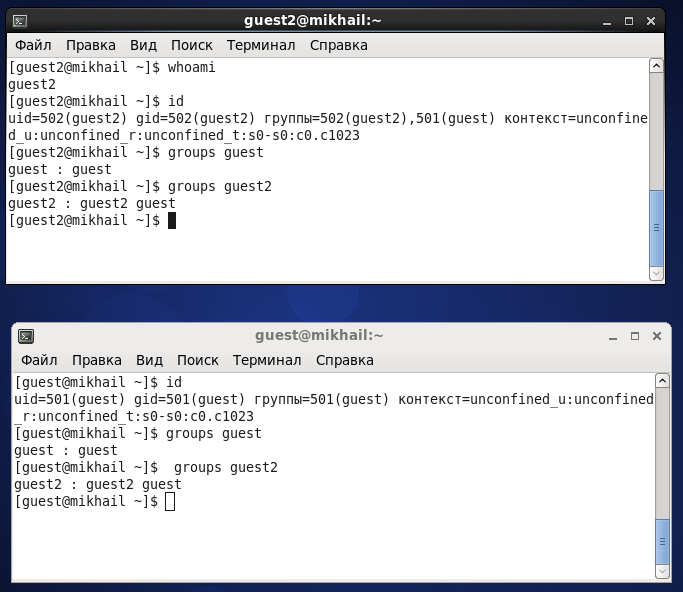 guest2@mikhail:~
Файл Правка Вид Поиск Терминал Справка
[guest2@mikhail ~]$ whoami
guest2
[guest2@mikhail ~]$ id
uid=502(guest2) gid=502(guest2) группы=502(guest2),501(guest) контекст=unconfine
d_u:unconfined_r:unconfined_t:s0-s0:c0.c1023
[guest2@mikhail ~]$ groups guest
guest : guest
[guest2@mikhail ~]$ groups guest2
guest2 : guest2 guest
[guest2@mikhail ~]$
guest@mikhail:~
Файл Правка Вид Поиск Терминал Справка
[guest@mikhail ~]$ id
uid=501(guest) gid=501(guest) группы=501(guest) контекст=unconfined_u:unconfined
_r:unconfined_t:s0-s0:c0.c1023
[guest@mikhail ~]$ groups guest
guest : guest
[guest@mikhail ~]$  groups guest2
guest2 : guest2 guest
[guest@mikhail ~]$